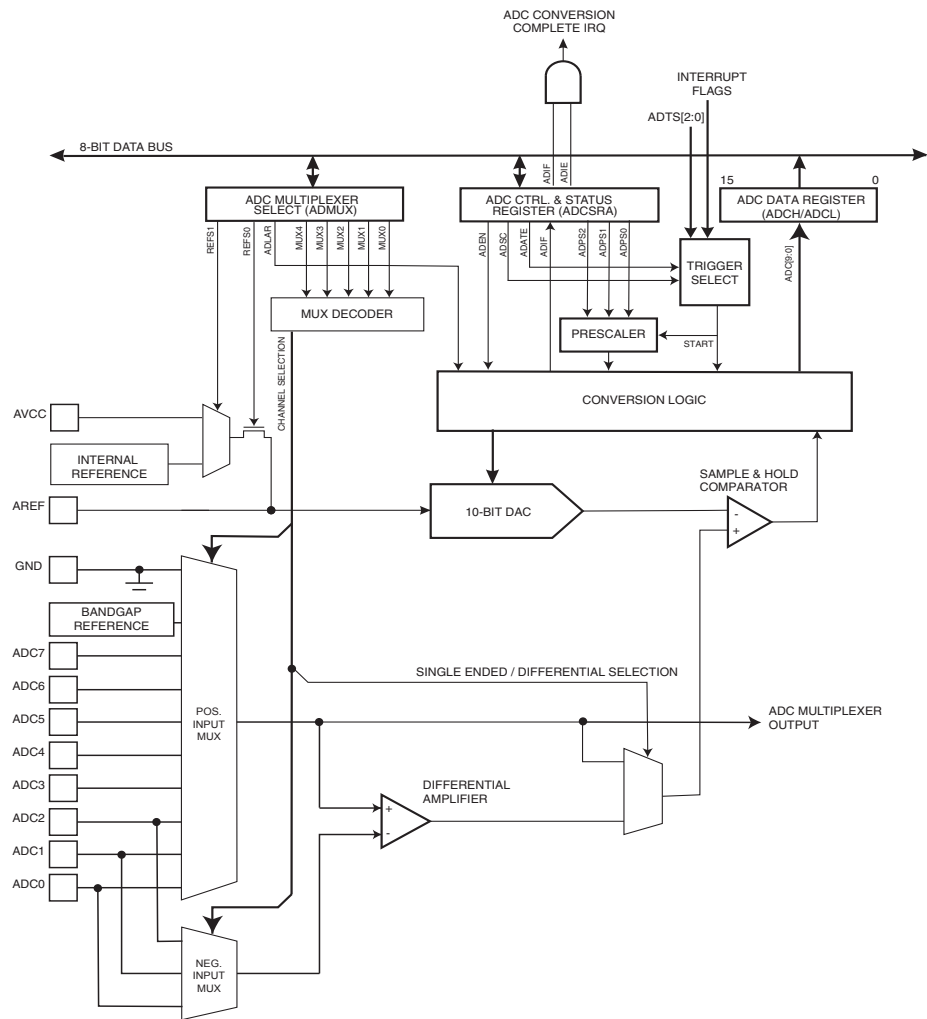 ADC CONVERSION
COMPLETE IRQ
INTERRUPT
FLAGS
ADTS[2:0]
8-BIT DATA BUS
ADIF
ADIE
15
0
ADC MULTIPLEXER
SELECT (ADMUX)
ADC CTRL. & STATUS
REGISTER (ADCSRA)
ADC DATA REGISTER
(ADCH/ADCL)
REFS1
REFS0
ADLAR
MUX4
MUX3
MUX2
MUX1
MUX0
ADEN
ADSC
ADATE
ADIF
ADPS2
ADPS1
ADPS0
TRIGGER
SELECT
ADC[9:0]
MUX DECODER
PRESCALER
START
CHANNEL SELECTION
CONVERSION LOGIC
AVCC
INTERNAL
REFERENCE
SAMPLE & HOLD
COMPARATOR
AREF
10-BIT DAC
-
+
GND
BANDGAP
REFERENCE
ADC7
SINGLE ENDED / DIFFERENTIAL SELECTION
ADC6
POS.
INPUT
MUX
ADC5
ADC MULTIPLEXER
OUTPUT
ADC4
ADC3
DIFFERENTIAL
AMPLIFIER
ADC2
+
-
ADC1
ADC0
NEG.
INPUT
MUX